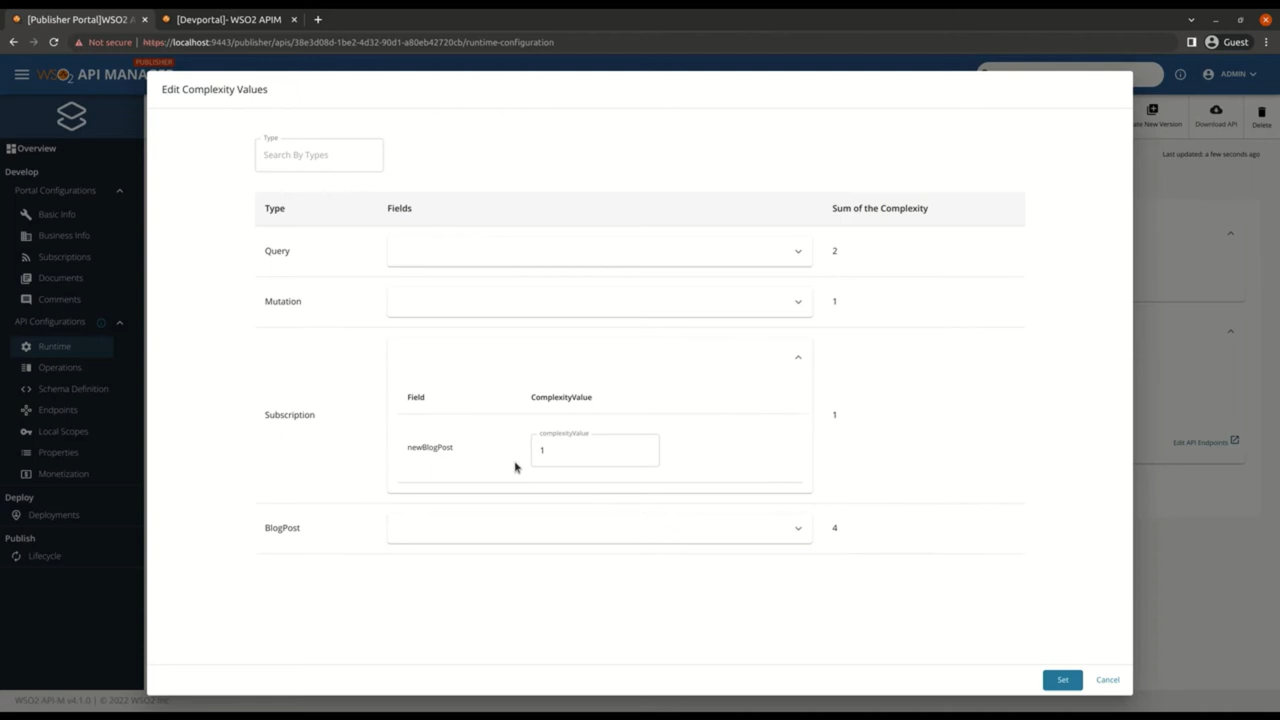 [Publisher Portal]WSO2 A
[Devportal]- WSO2 APIM
Not secure
https://localhost:9443/publisher/apis/38e3d08d-1be2-4d32-90d1-a80eb42720cb/runtime-configuration
Guest
PUBLISHER
WSO2 API MANA
ADMIN
Edit Complexity Values
Overview
Develop
Portal Configurations
Basic Info
Business Info
Subscriptions
Documents
Comments
API Configurations
Runtime
Operations
Schema Definition
Endpoints
Local Scopes
Properties
Monetization
Deploy
Deployments
Publish
Lifecycle
Type
Search By Types
Type Fields Sum of the Complexity
Query 2
Mutation 1
Field ComplexityValue
Subscription 1
complexityValue
newBlogPost 1
BlogPost 4
Set Cancel
ate New Version
Download API
Delete
Last updated: a few seconds ago
Edit API Endpoints
WSO2 API-M v4.1.0 | © 2022 WSO2 Inc